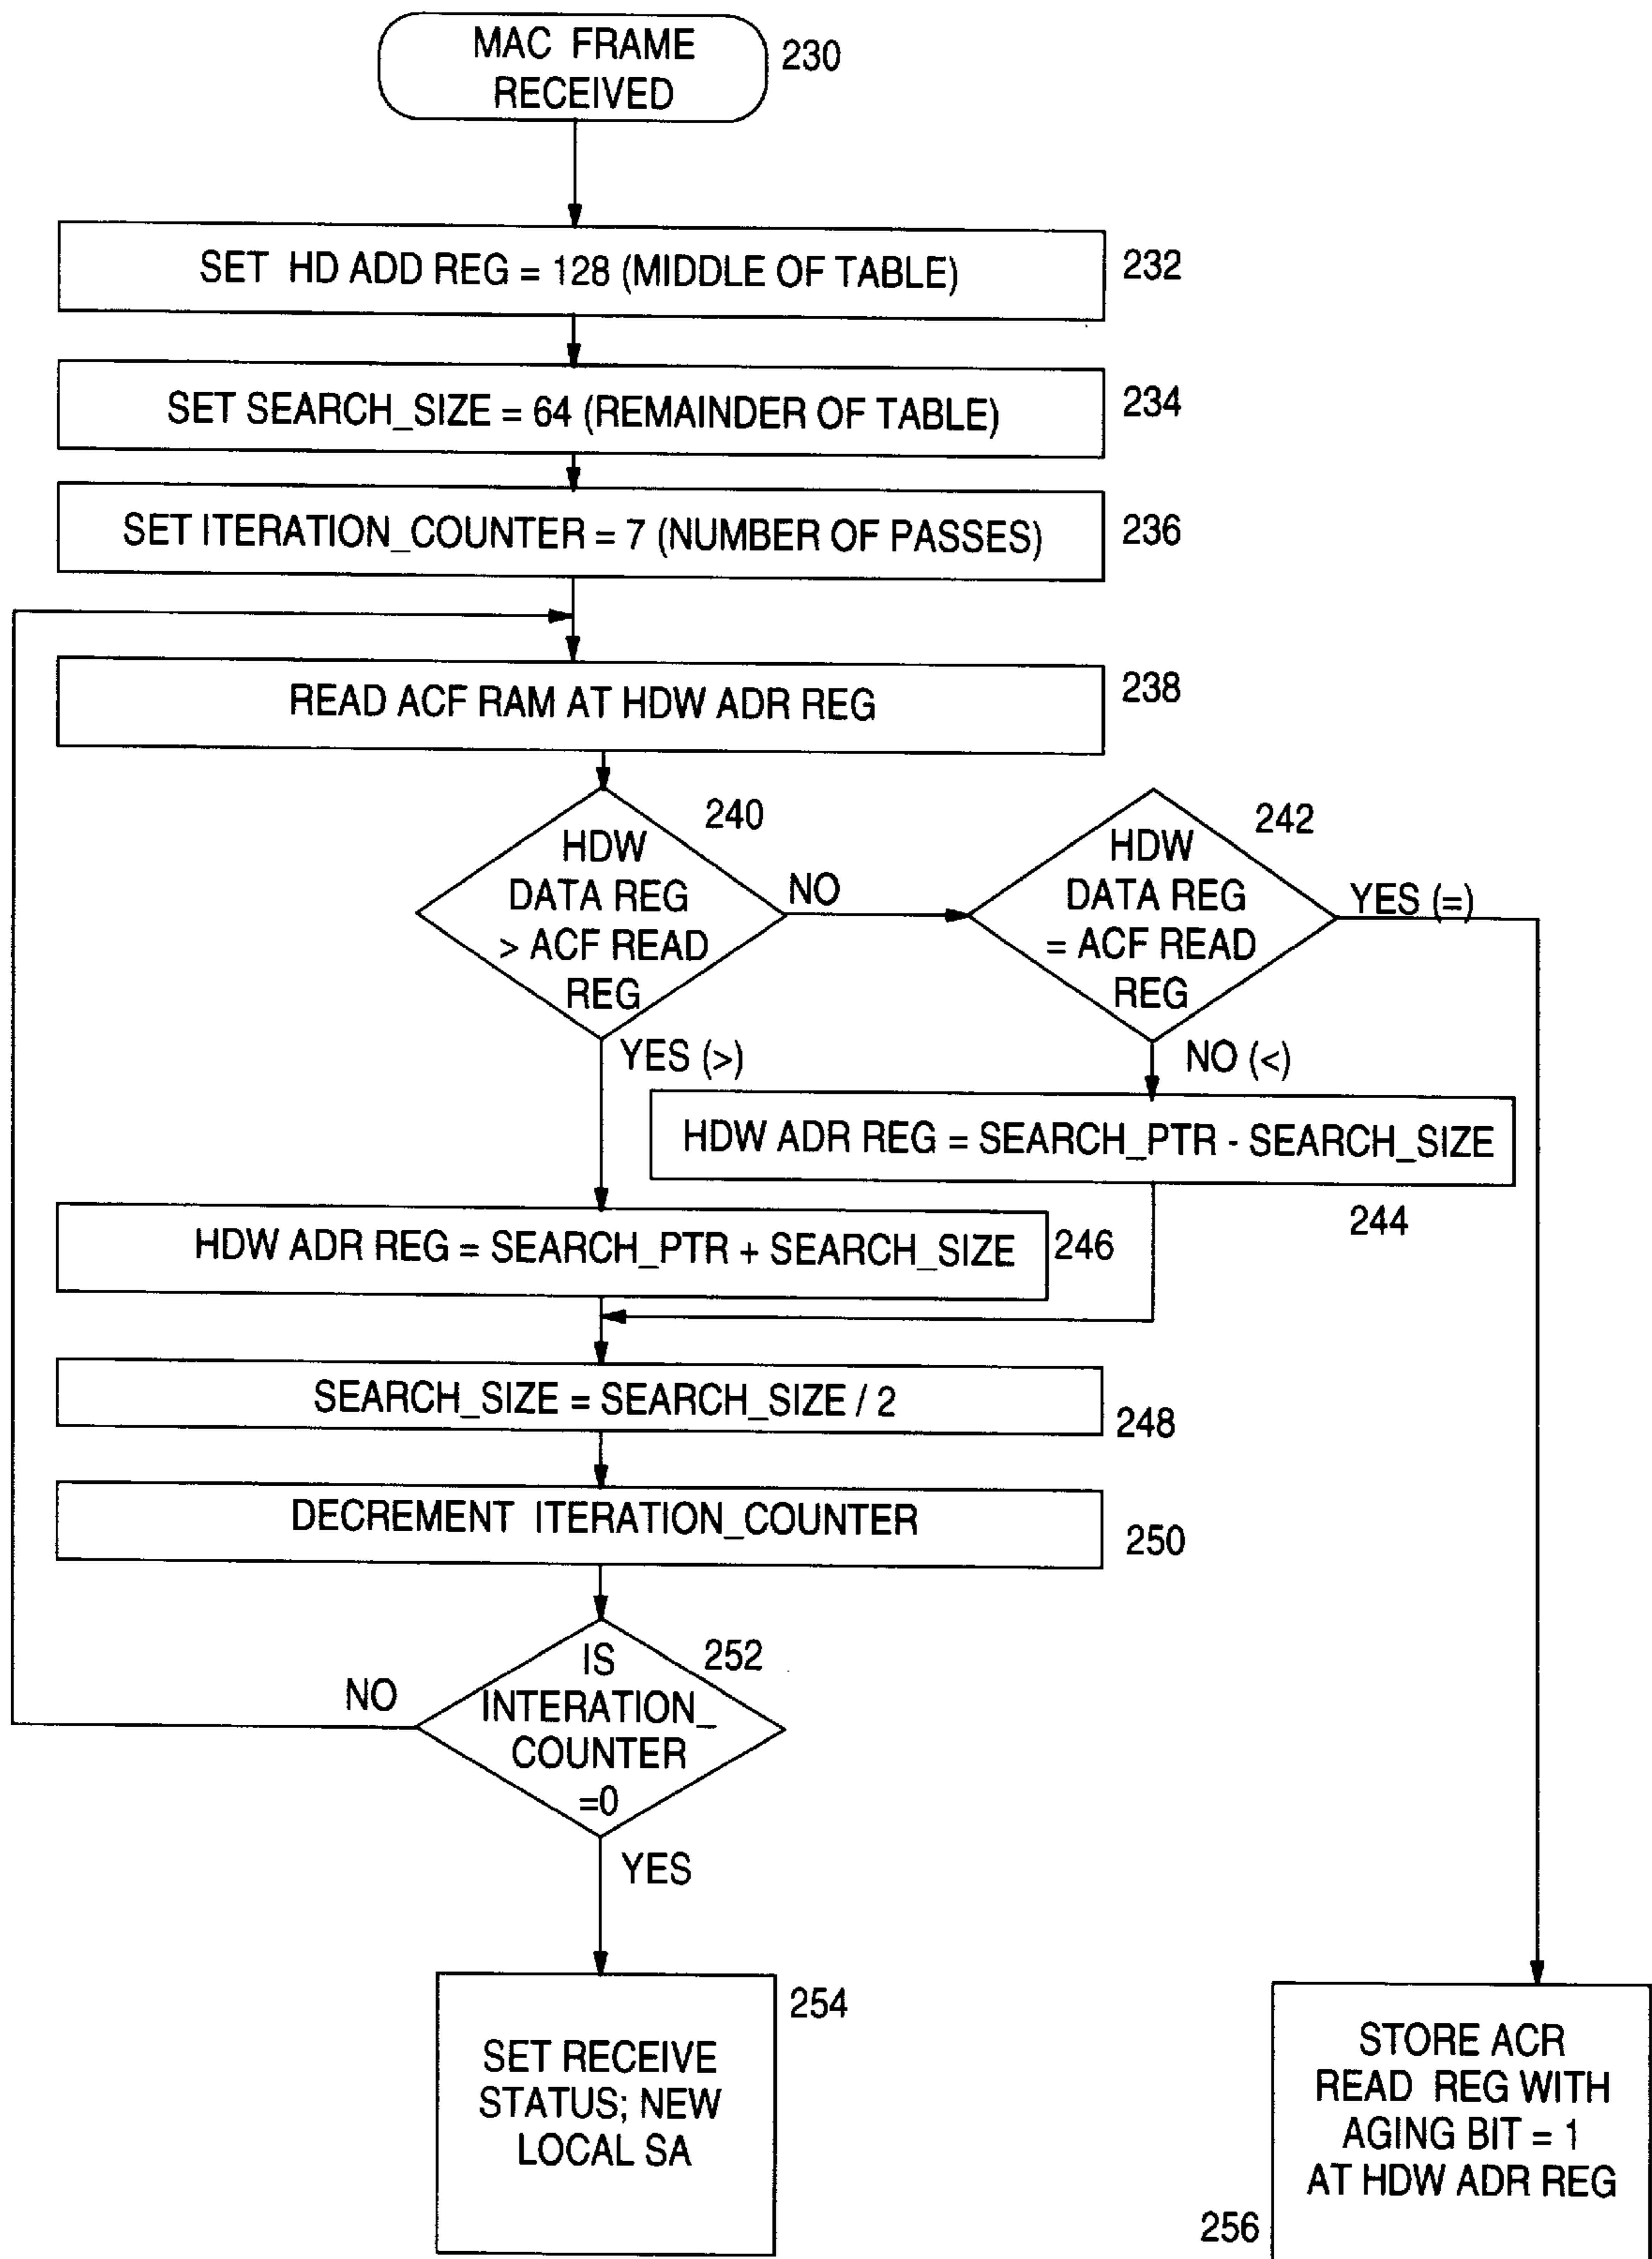 MAC FRAME
RECEIVED
230
SET HD ADD REG = 128 (MIDDLE OF TABLE)
232
SET SEARCH_SIZE = 64 (REMAINDER OF TABLE)
234
SET ITERATION_COUNTER = 7 (NUMBER OF PASSES)
236
READ ACF RAM AT HDW ADR REG
238
HDW
DATA REG
> ACF READ
REG
240
NO
HDW
DATA REG
= ACF READ
REG
242
YES (=)
YES (>)
NO (<)
HDW ADR REG = SEARCH_PTR - SEARCH_SIZE
244
HDW ADR REG = SEARCH_PTR + SEARCH_SIZE
246
SEARCH_SIZE = SEARCH_SIZE / 2
248
DECREMENT ITERATION_COUNTER
250
IS
INTERATION_
COUNTER
=0
252
NO
YES
SET RECEIVE
STATUS; NEW
LOCAL SA
254
STORE ACR
READ REG WITH
AGING BIT = 1
AT HDW ADR REG
256